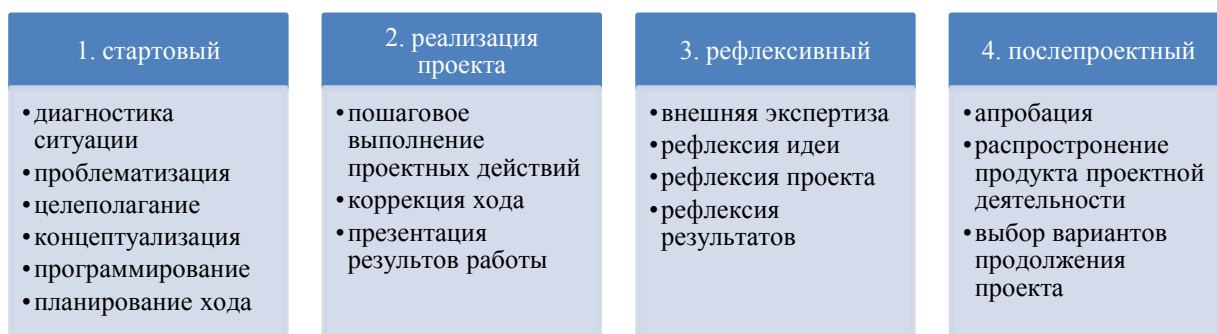 1. стартовый
•диагностика
ситуации
•проблематизация
•целеполагание
•концептуализация
•программирование
•планирование хода
2. реализация
проекта
•пошаговое
выполнение
проектных действий
•коррекция хода
•презентация
результов работы
3. рефлексивный
•внешняя экспертиза
•рефлексия идеи
•рефлексия проекта
•рефлексия
результатов
4. послепроектный
•апробация
•распростронение
продукта проектной
деятельности
•выбор вариантов
продолжения
проекта